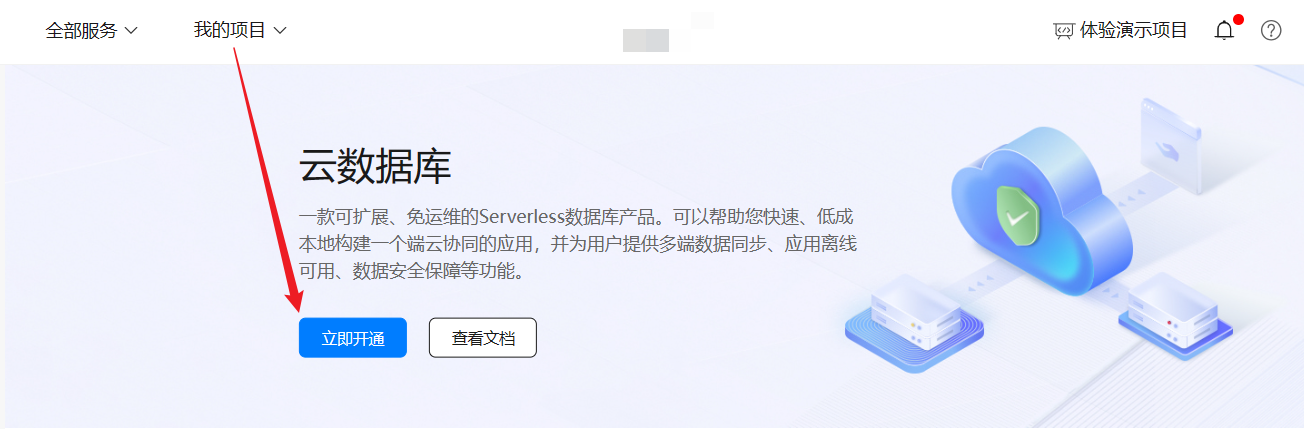 全部服务 我的项目 体验演示项目
云数据库
一款可扩展、免运维的Serverless数据库产品。可以帮助您快速、低成
本地构建一个端云协同的应用，并为用户提供多端数据同步、应用离线
可用、数据安全保障等功能。
立即开通 查看文档